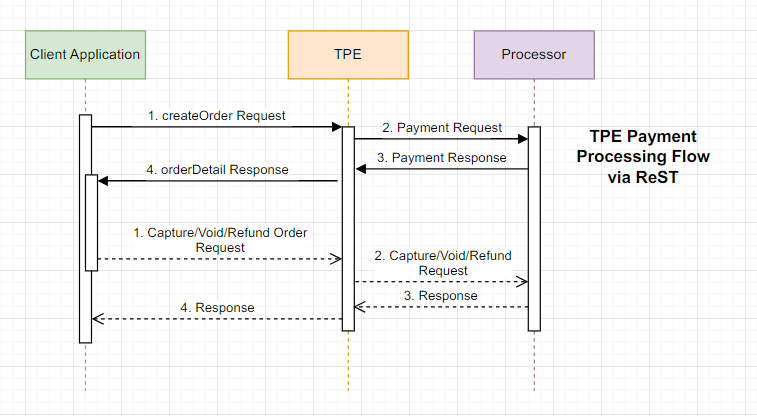 Client Application
TPE
Processor
1. createOrder Request
2. Payment Request
3. Payment Response
4. orderDetail Response
TPE Payment
Processing Flow
via ReST
1. Capture/Void/Refund Order
Request
2. Capture/Void/Refund
Request
3. Response
4. Response